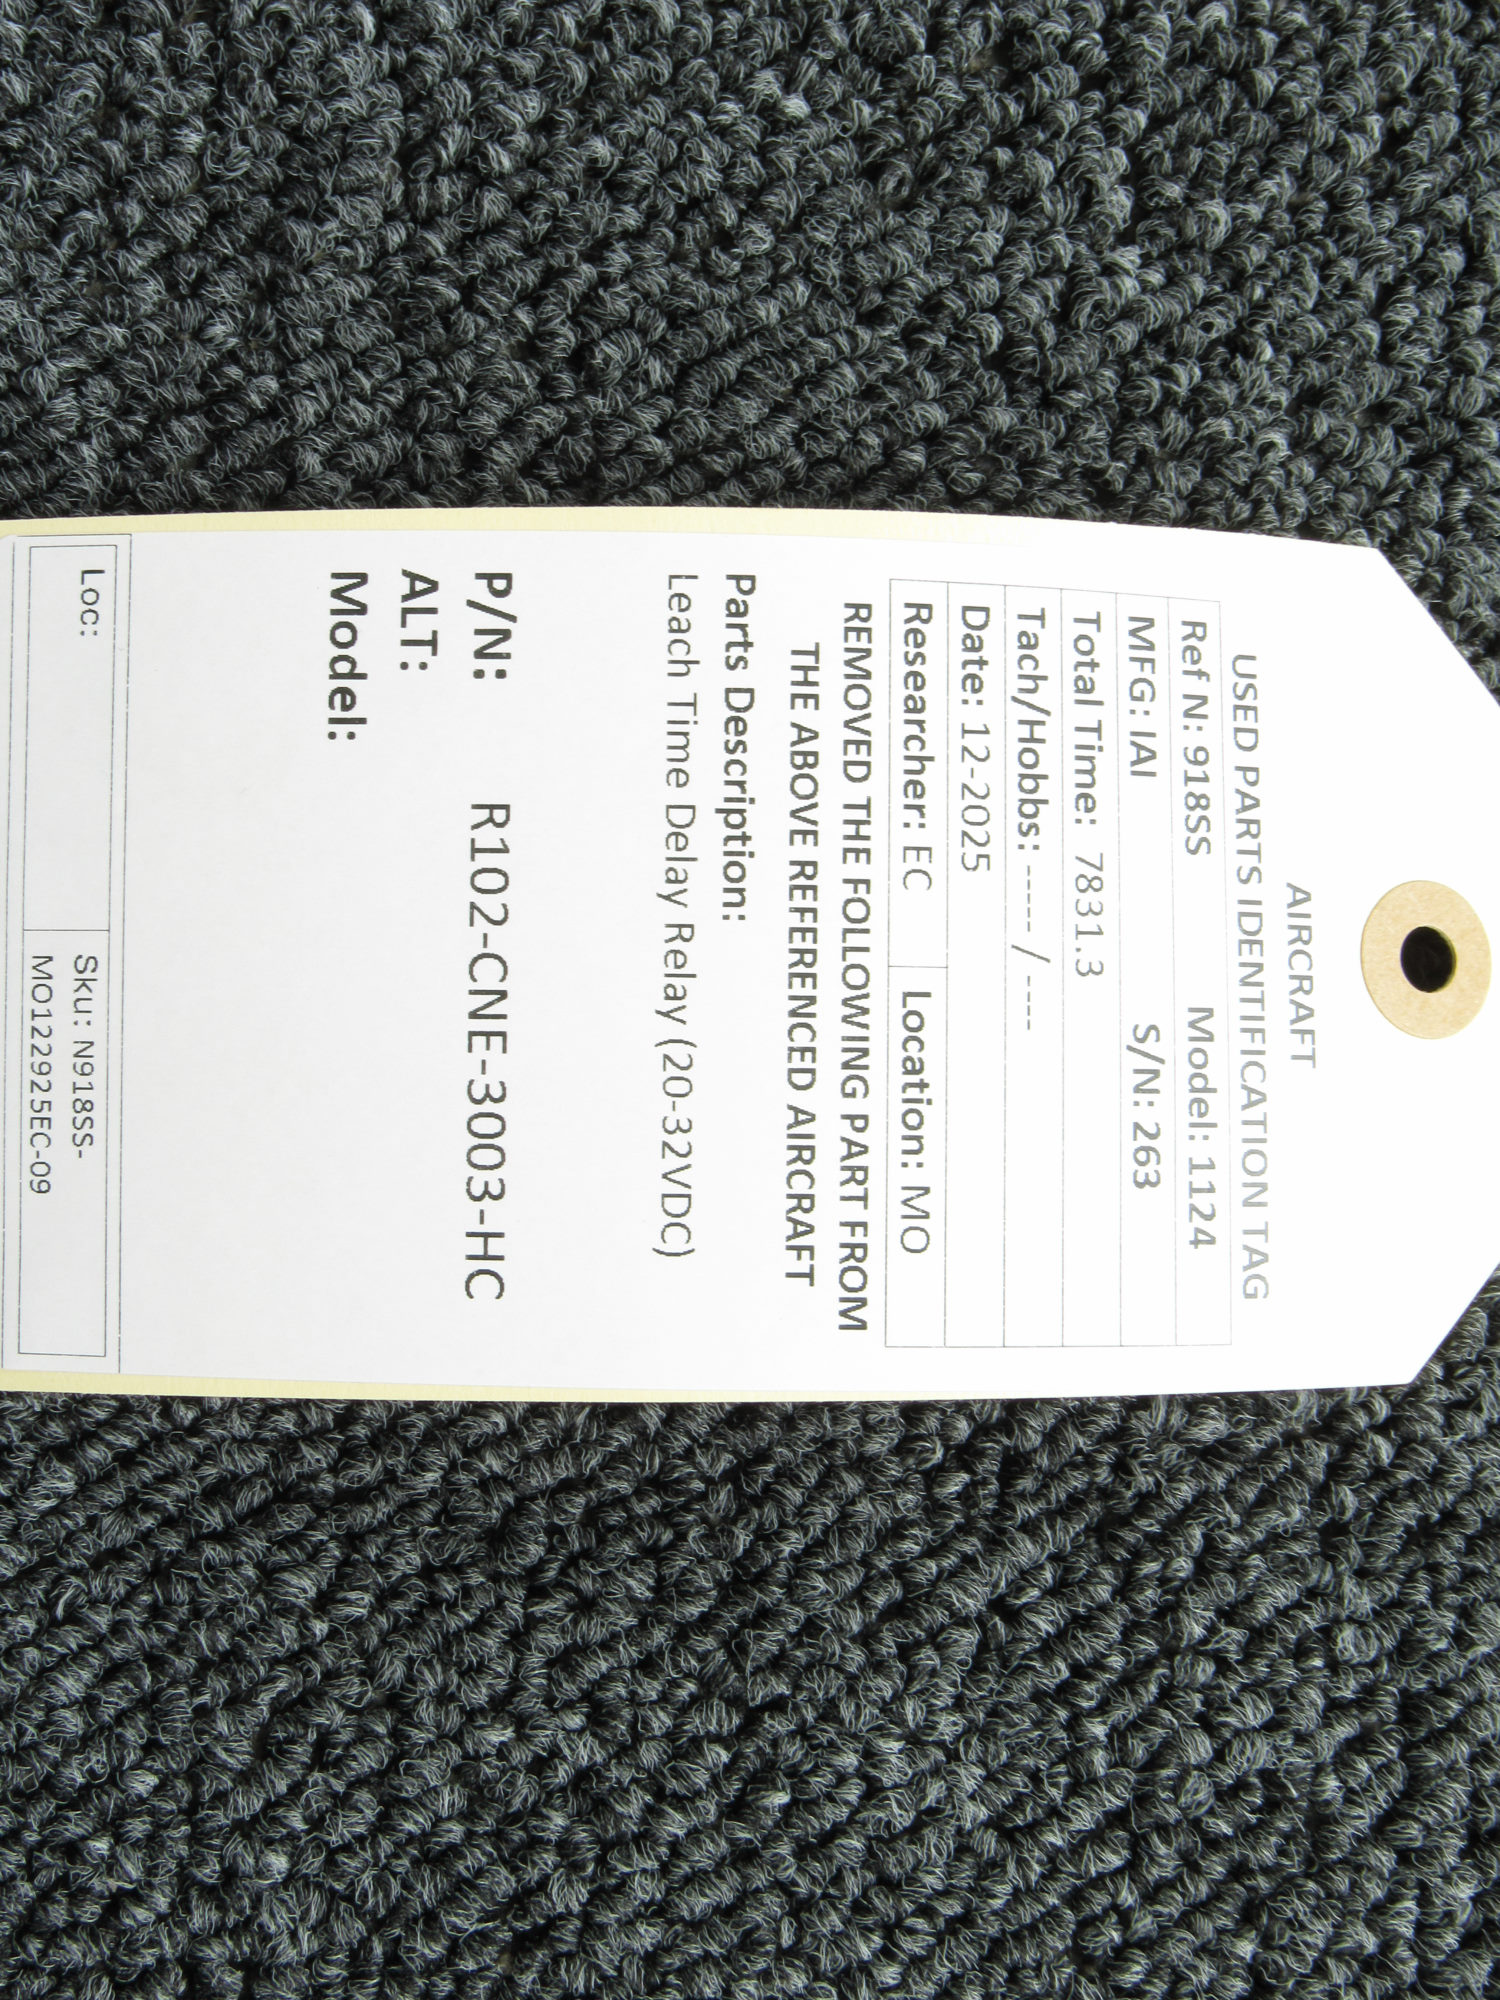 AIRCRAFT
USED PARTS IDENTIFICATION TAG
Ref N: 918SS Model: 1124
MFG: IAI S/N: 263
Total Time: 7831.3
Tach/Hobbs: ----- / ----
Date: 12-2025
Researcher: EC Location: MO
REMOVED THE FOLLOWING PART FROM
THE ABOVE REFERENCED AIRCRAFT
Parts Description:
Leach Time Delay Relay (20-32VDC)
P/N: R102-CNE-3003-HC
ALT:
Model:
Loc: Sku: N918SS-
MO122925EC-09